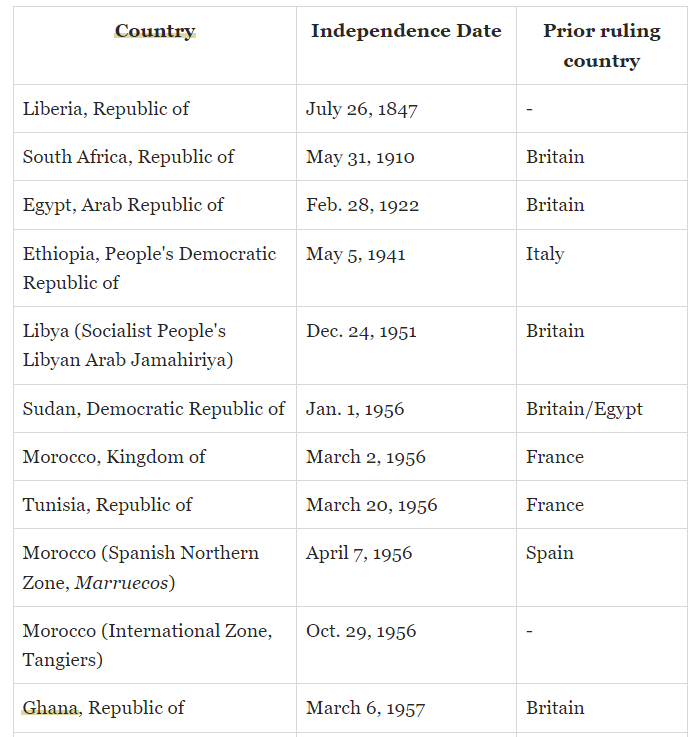 Country Independence Date Prior ruling
country
Liberia, Republic of July 26, 1847 -
South Africa, Republic of May 31, 1910 Britain
Egypt, Arab Republic of Feb. 28, 1922 Britain
Ethiopia, People's Democratic May 5, 1941 Italy
Republic of
Libya (Socialist People's Dec. 24, 1951 Britain
Libyan Arab Jamahiriya)
Sudan, Democratic Republic of Jan. 1, 1956 Britain/Egypt
Morocco, Kingdom of March 2, 1956 France
Tunisia, Republic of March 20, 1956 France
Morocco (Spanish Northern April 7, 1956 Spain
Zone, Marruecos)
Morocco (International Zone, Oct. 29, 1956 -
Tangiers)
Ghana, Republic of March 6, 1957 Britain